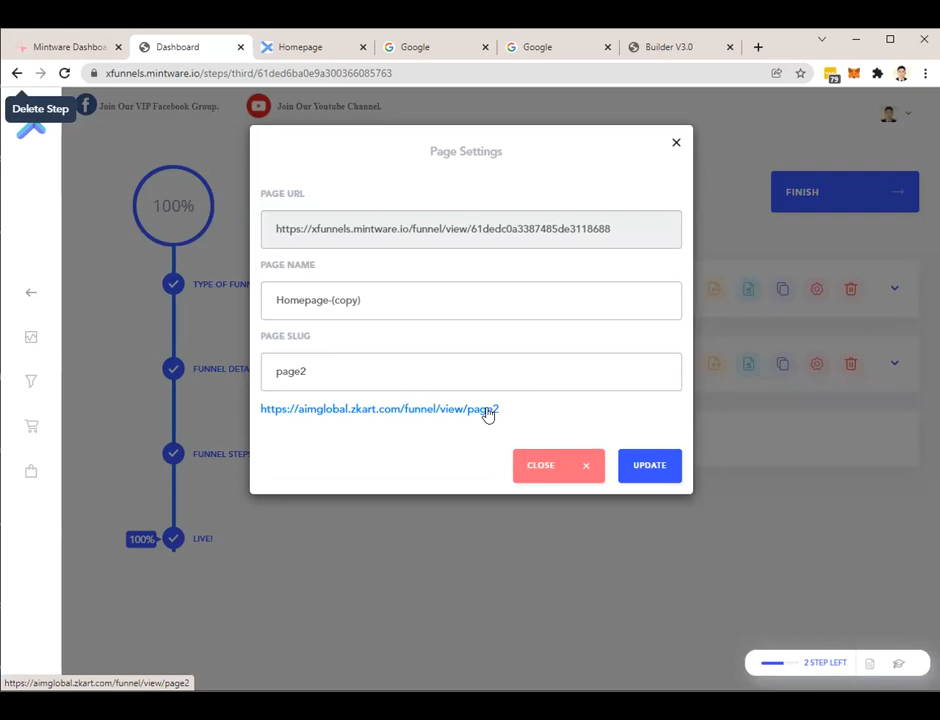 Mintware Dashboa
Dashboard
Homepage
Google
Google
Builder V3.0
xfunnels.mintware.io/steps/third/61ded6ba0e9a300366085763
79
Delete Step
Join Our VIP Facebook Group.
Join Our Youtube Channel.
Page Settings
PAGE URL
https://xfunnels.mintware.io/funnel/view/61dedc0a3387485de3118688
PAGE NAME
Homepage-(copy)
PAGE SLUG
page2
https://aimglobal.zkart.com/funnel/view/page2
CLOSE
UPDATE
100%
TYPE OF FUN
FUNNEL DETA
FUNNEL STEPS
100%
LIVE!
FINISH
2 STEP LEFT
https://aimglobal.zkart.com/funnel/view/page2